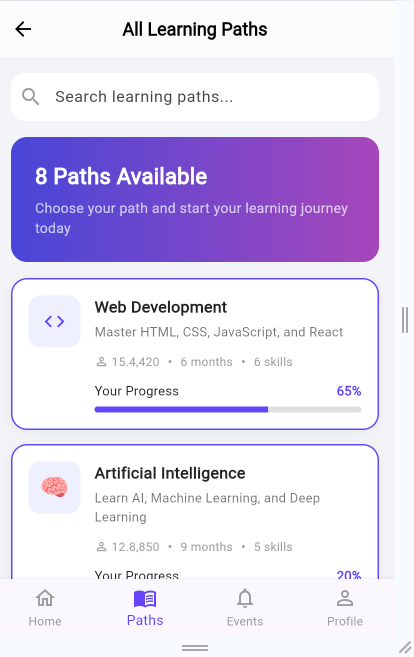 All Learning Paths
Search learning paths...
8 Paths Available
Choose your path and start your learning journey
today
Web Development
Master HTML, CSS, JavaScript, and React
15.4,420 • 6 months • 6 skills
Your Progress 65%
Artificial Intelligence
Learn AI, Machine Learning, and Deep
Learning
12.8,850 • 9 months • 5 skills
Your Progress 20%
Home Paths Events Profile